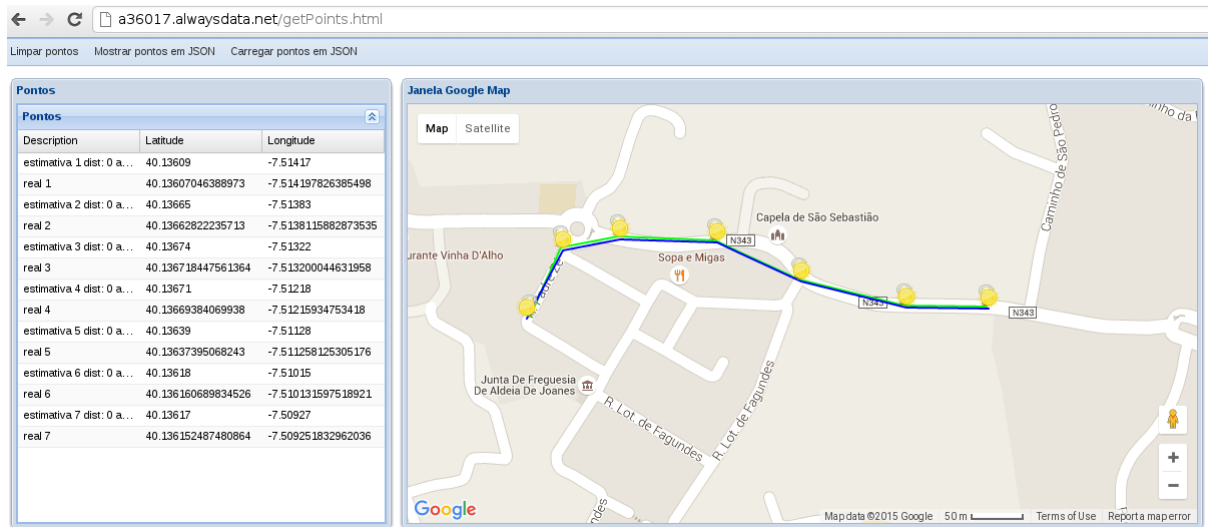 a36017.alwaysdata.net/getPoints.html
Limpar pontos Mostrar pontos em JSON Carregar pontos em JSON
Pontos
Pontos
Description Latitude Longitude
estimativa 1 dist: 0 a... 40.13609 -7.51417
real 1 40.13607046388973 -7.514197826385498
estimativa 2 dist: 0 a... 40.13665 -7.51383
real 2 40.13662822235713 -7.5138115882873535
estimativa 3 dist: 0 a... 40.13674 -7.51322
real 3 40.136718447561364 -7.513200044631958
estimativa 4 dist: 0 a... 40.13671 -7.51218
real 4 40.13669384069938 -7.51215934753418
estimativa 5 dist: 0 a... 40.13639 -7.51128
real 5 40.13637395068243 -7.511258125305176
estimativa 6 dist: 0 a... 40.13618 -7.51015
real 6 40.136160689834526 -7.510131597518921
estimativa 7 dist: 0 a... 40.13617 -7.50927
real 7 40.136152487480864 -7.509251832962036
Janela Google Map
Map Satellite
Caminho de São Pedro
nho da
Capela de São Sebastião
N343
urante Vinha D'Alho
Sopa e Migas
N343
N343
Junta De Freguesia
De Aldeia De Joanes
R. Lot. de Fagundes
R. Lot. de Fagundes
Google
Map data ©2015 Google 50 m Terms of Use Report a map error